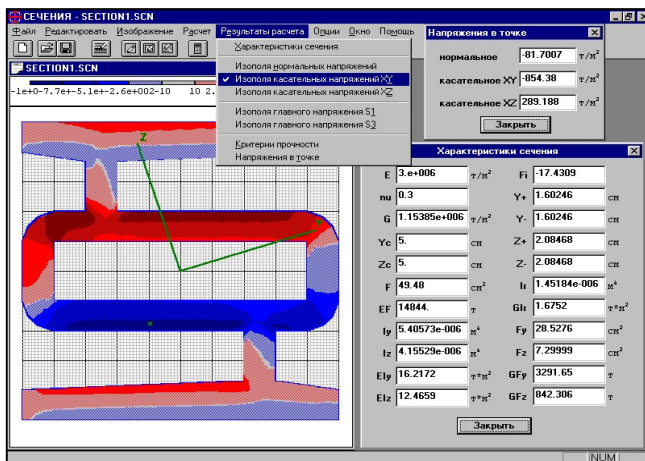 СЕЧЕНИЯ - SECTION1.SCN
Файл Редактировать Изображение Расчет Результаты расчета Опции Окно Помощь
Характеристики сечения
Изополя нормальных напряжений
Изополя касательных напряжений XY
Изополя касательных напряжений XZ
Изополя главного напряжения S1
Изополя главного напряжения S3
Критерии прочности
Напряжения в точке
SECTION1.SCN
-1e+0-7.7e+-5.1e+-2.6e+002-10 10 2.
Z
Напряжения в точке
нормальное -81.7007 т/м²
касательное XY -854.38 т/м²
касательное XZ 289.188 т/м²
Закрыть
Характеристики сечения
E 3.e+006 т/м² Fi -17.4309
nu 0.3 Y+ 1.60246 см
G 1.15385e+006 т/м² Y- 1.60246 см
Yc 5. см Z+ 2.08468 см
Zc 5. см Z- 2.08468 см
F 49.48 см² Ir 1.45184e-006 м⁴
EF 14844. т GIr 1.6752 т*м²
Iy 5.40573e-006 м⁴ Fy 28.5276 см²
Iz 4.15529e-006 м⁴ Fz 7.29999 см²
EIy 16.2172 т*м² GFy 3291.65 т
EIz 12.4659 т*м² GFz 842.306 т
Закрыть
NUM